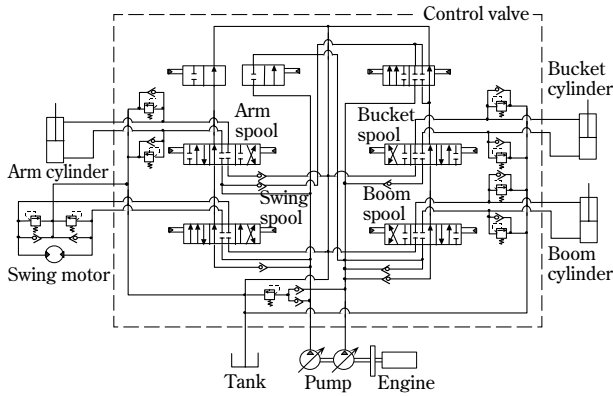 Control valve
Bucket
cylinder
Arm
spool
Bucket
spool
Arm cylinder
Swing
spool
Boom
spool
Swing motor
Boom
cylinder
Tank
Pump
Engine